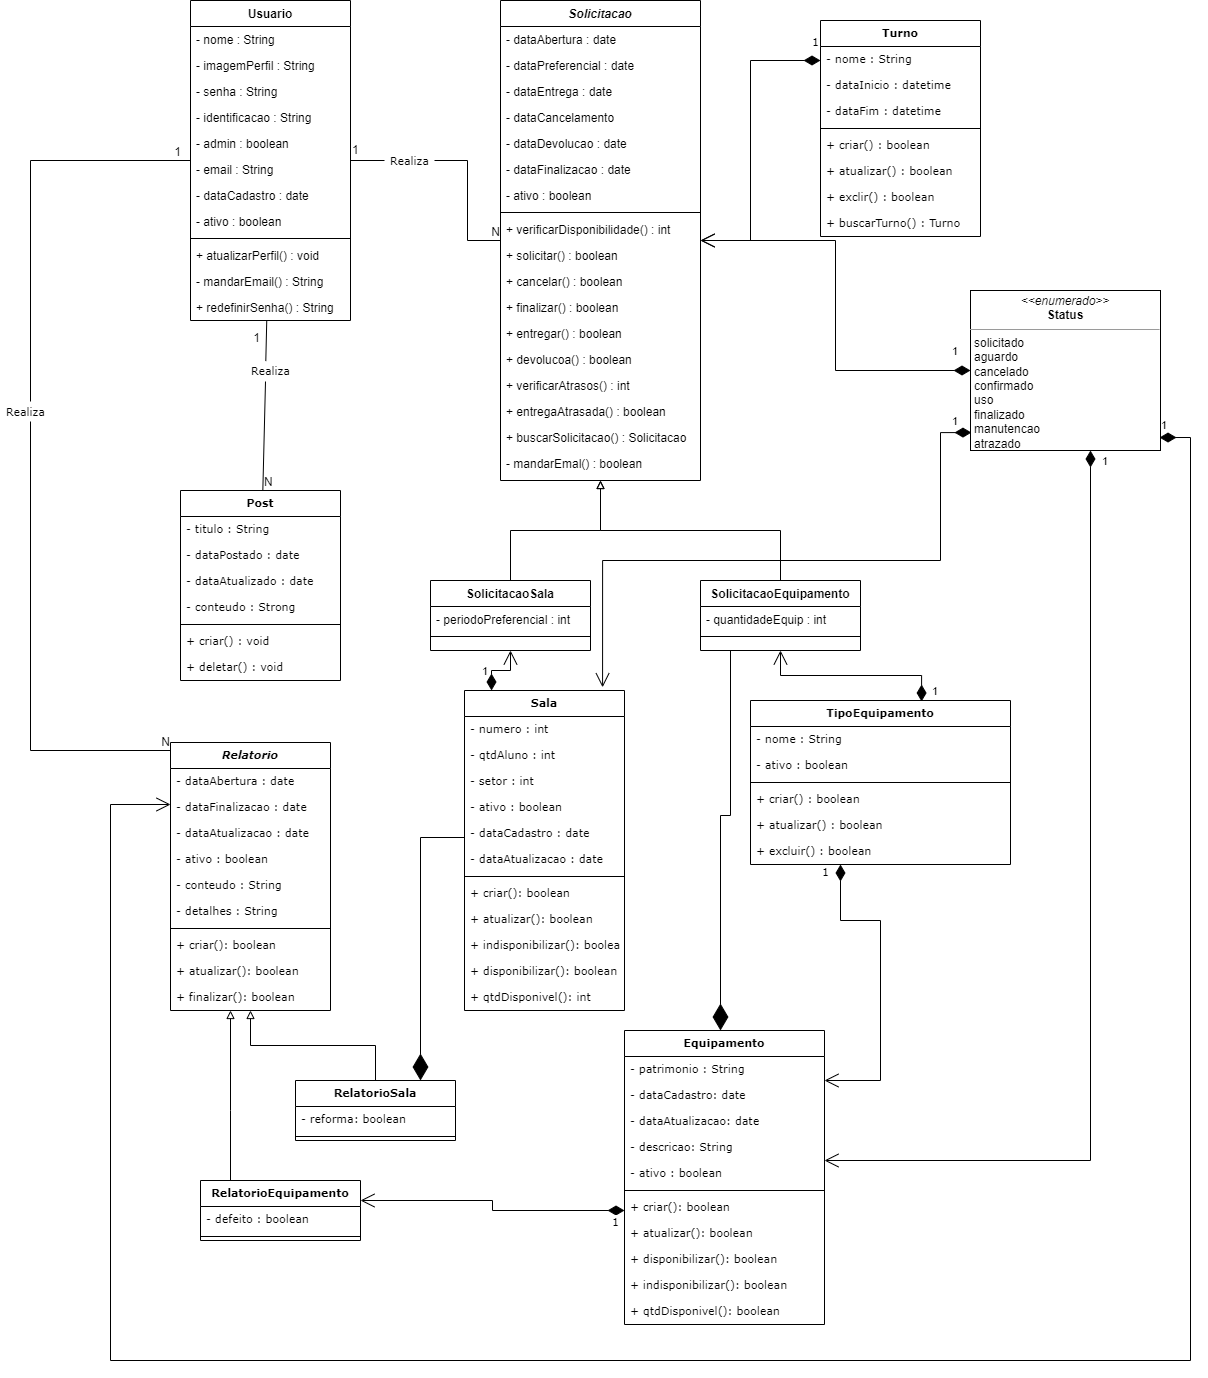 Usuario
- nome : String
- imagemPerfil : String
- senha : String
- identificacao : String
- admin : boolean
- email : String
- dataCadastro : date
- ativo : boolean
+ atualizarPerfil() : void
- mandarEmail() : String
+ redefinirSenha() : String
Solicitacao
- dataAbertura : date
- dataPreferencial : date
- dataEntrega : date
- dataCancelamento
- dataDevolucao : date
- dataFinalizacao : date
- ativo : boolean
+ verificarDisponibilidade() : int
+ solicitar() : boolean
+ cancelar() : boolean
+ finalizar() : boolean
+ entregar() : boolean
+ devolucoa() : boolean
+ verificarAtrasos() : int
+ entregaAtrasada() : boolean
+ buscarSolicitacao() : Solicitacao
- mandarEmal() : boolean
1
Turno
- nome : String
- dataInicio : datetime
- dataFim : datetime
+ criar() : boolean
+ atualizar() : boolean
+ exclir() : boolean
+ buscarTurno() : Turno
1
1
Realiza
N
<<enumerado>>
Status
solicitado
aguardo
cancelado
confirmado
uso
finalizado
manutencao
atrazado
1
1
1
1
1
Realiza
N
Realiza
N
Post
- titulo : String
- dataPostado : date
- dataAtualizado : date
- conteudo : Strong
+ criar() : void
+ deletar() : void
SolicitacaoSala
- periodoPreferencial : int
SolicitacaoEquipamento
- quantidadeEquip : int
1
1
Sala
- numero : int
- qtdAluno : int
- setor : int
- ativo : boolean
- dataCadastro : date
- dataAtualizacao : date
+ criar(): boolean
+ atualizar(): boolean
+ indisponibilizar(): boolea
+ disponibilizar(): boolean
+ qtdDisponivel(): int
TipoEquipamento
- nome : String
- ativo : boolean
+ criar() : boolean
+ atualizar() : boolean
+ excluir() : boolean
1
Relatorio
- dataAbertura : date
- dataFinalizacao : date
- dataAtualizacao : date
- ativo : boolean
- conteudo : String
- detalhes : String
+ criar(): boolean
+ atualizar(): boolean
+ finalizar(): boolean
RelatorioSala
- reforma: boolean
Equipamento
- patrimonio : String
- dataCadastro: date
- dataAtualizacao: date
- descricao: String
- ativo : boolean
+ criar(): boolean
+ atualizar(): boolean
+ disponibilizar(): boolean
+ indisponibilizar(): boolean
+ qtdDisponivel(): boolean
RelatorioEquipamento
- defeito : boolean
1